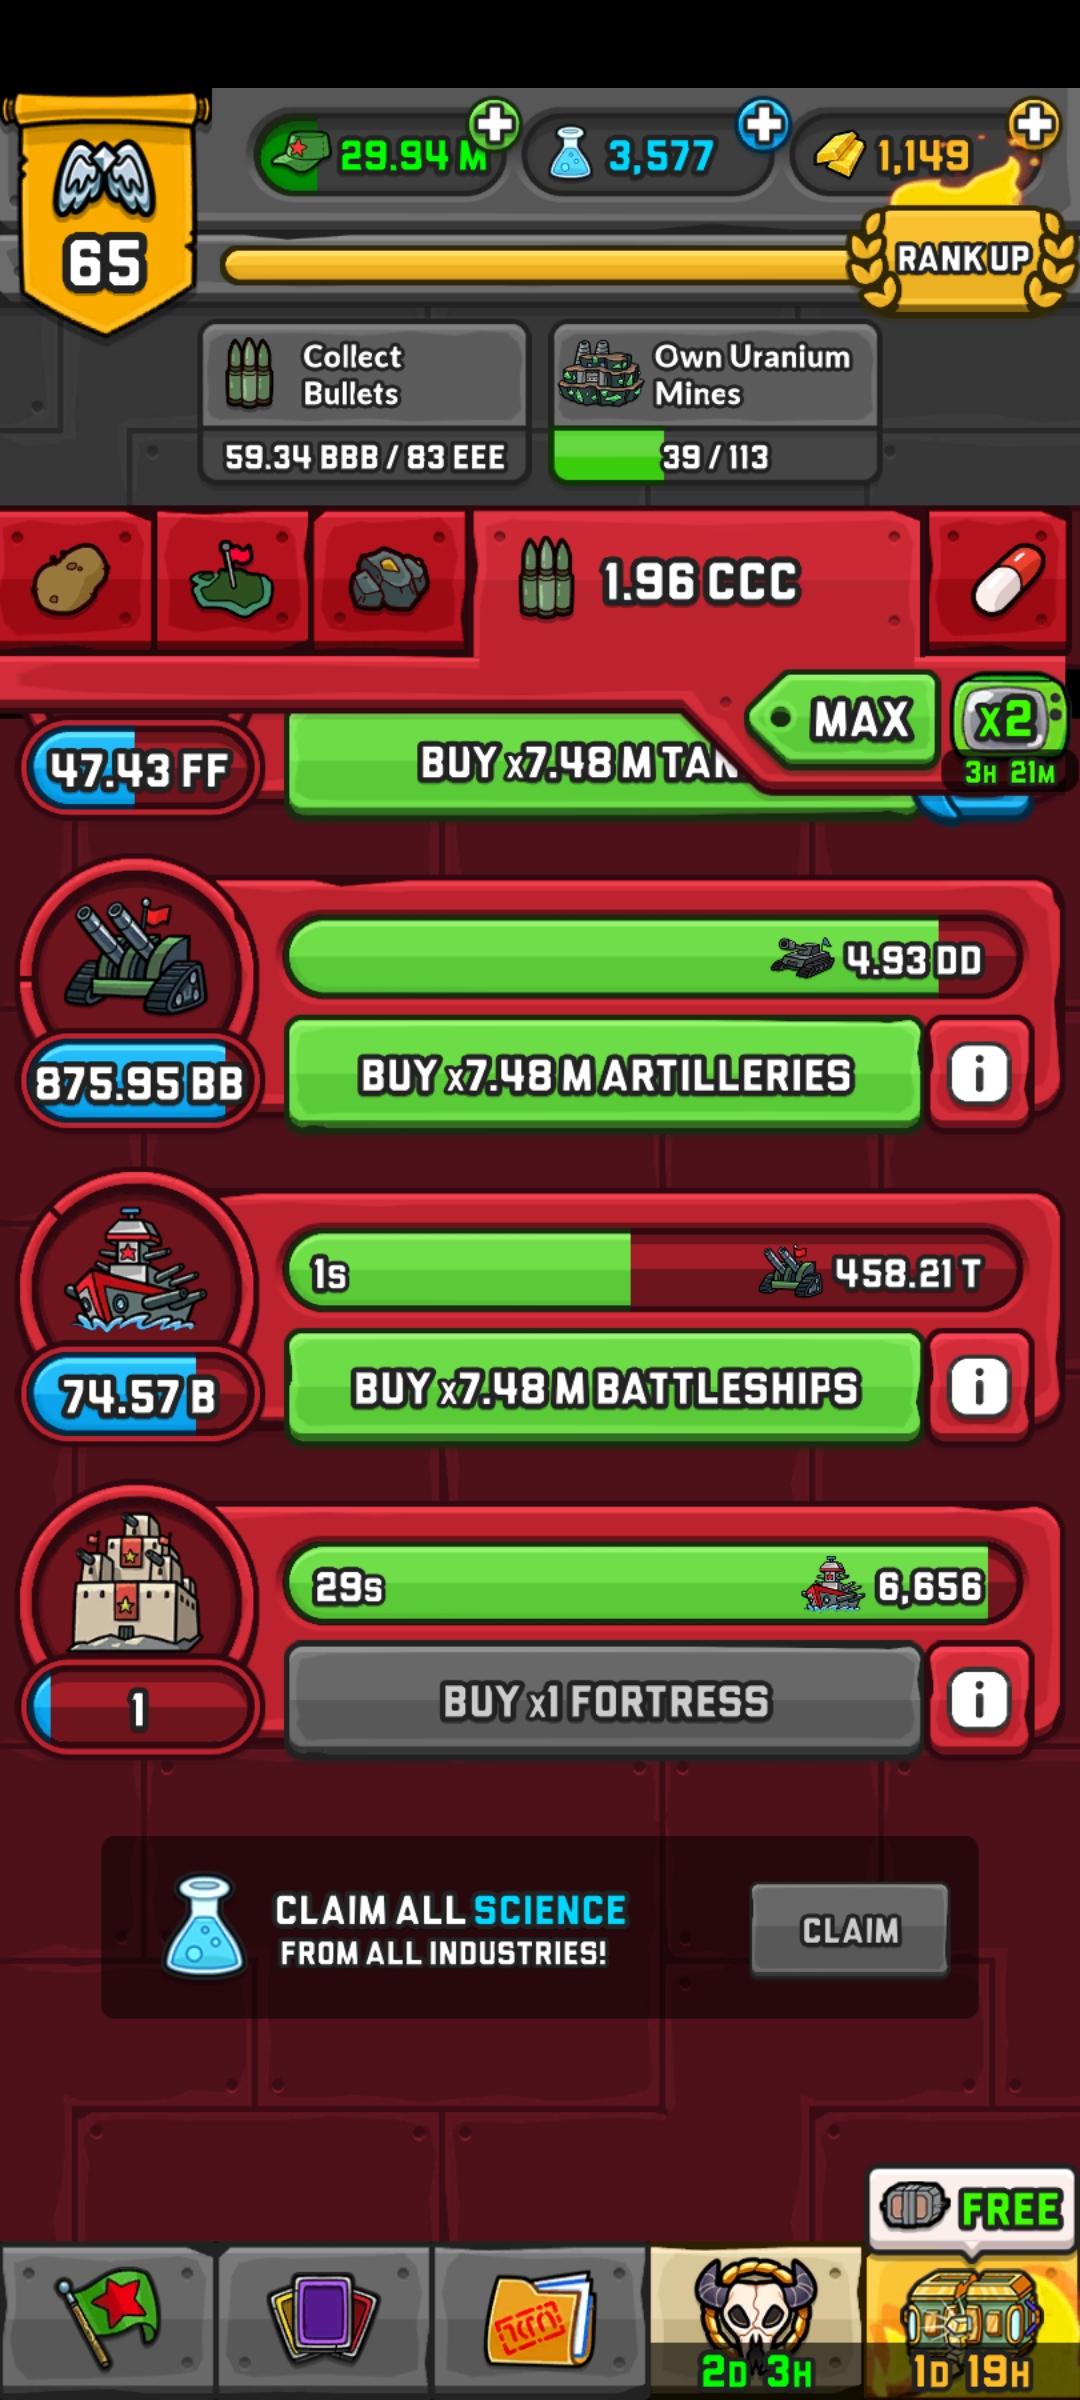 29.94 M
3,577
1,149
65
RANK UP
Collect
Bullets
59.34 BBB / 83 EEE
Own Uranium
Mines
39 / 113
1.96 CCC
MAX
x2
3H 21M
47.43 FF
BUY x7.48 M TAN
4.93 DD
875.95 BB
BUY x7.48 M ARTILLERIES
i
1s
458.21 T
74.57 B
BUY x7.48 M BATTLESHIPS
i
29s
6,656
1
BUY x1 FORTRESS
i
CLAIM ALL SCIENCE
FROM ALL INDUSTRIES!
CLAIM
FREE
2D 3H
1D 19H